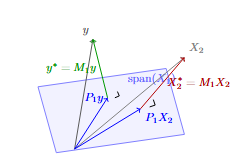 y
X₂
y* = M₁y
span(X₁)
X₂* = M₁X₂
P₁y
P₁X₂